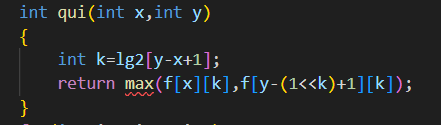 int qui(int x,int y)
{
    int k=lg2[y-x+1];
    return max(f[x][k],f[y-(1<<k)+1][k]);
}